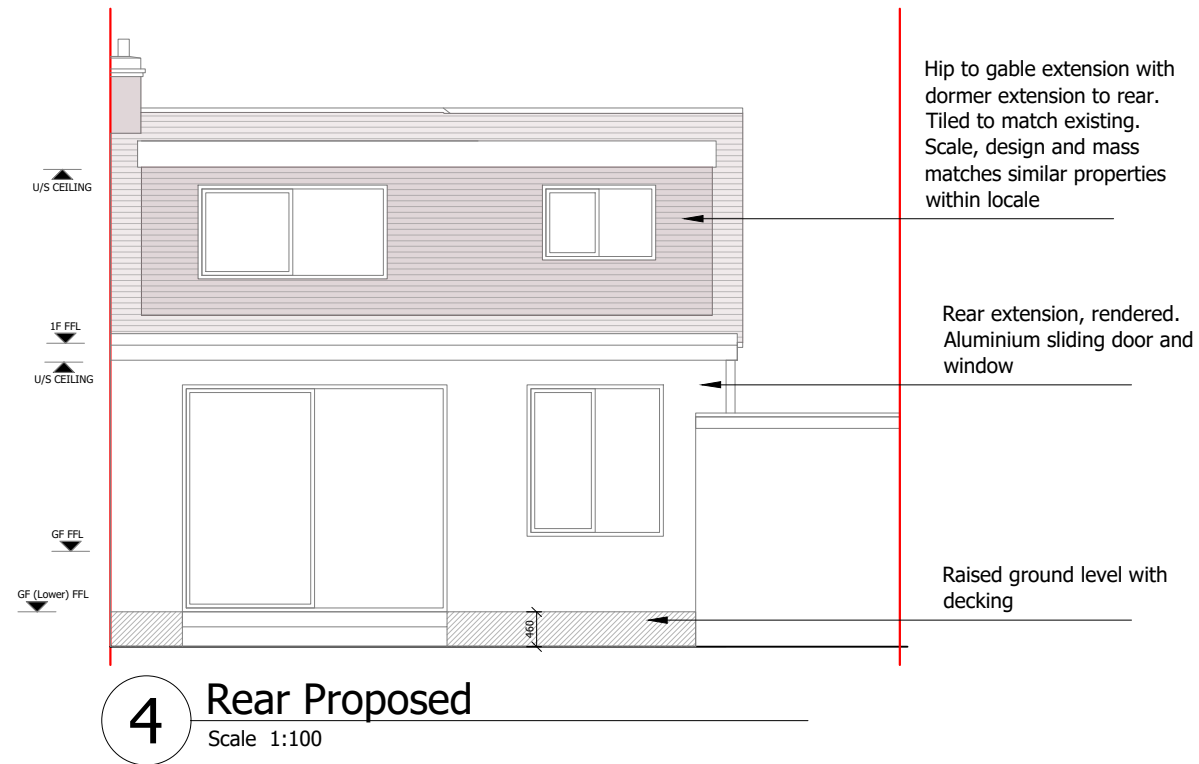 Hip to gable extension with
dormer extension to rear.
Tiled to match existing.
Scale, design and mass
matches similar properties
within locale
U/S CEILING
Rear extension, rendered.
Aluminium sliding door and
window
1F FFL
U/S CEILING
GF FFL
Raised ground level with
decking
GF (Lower) FFL
460
4
Rear Proposed
Scale 1:100